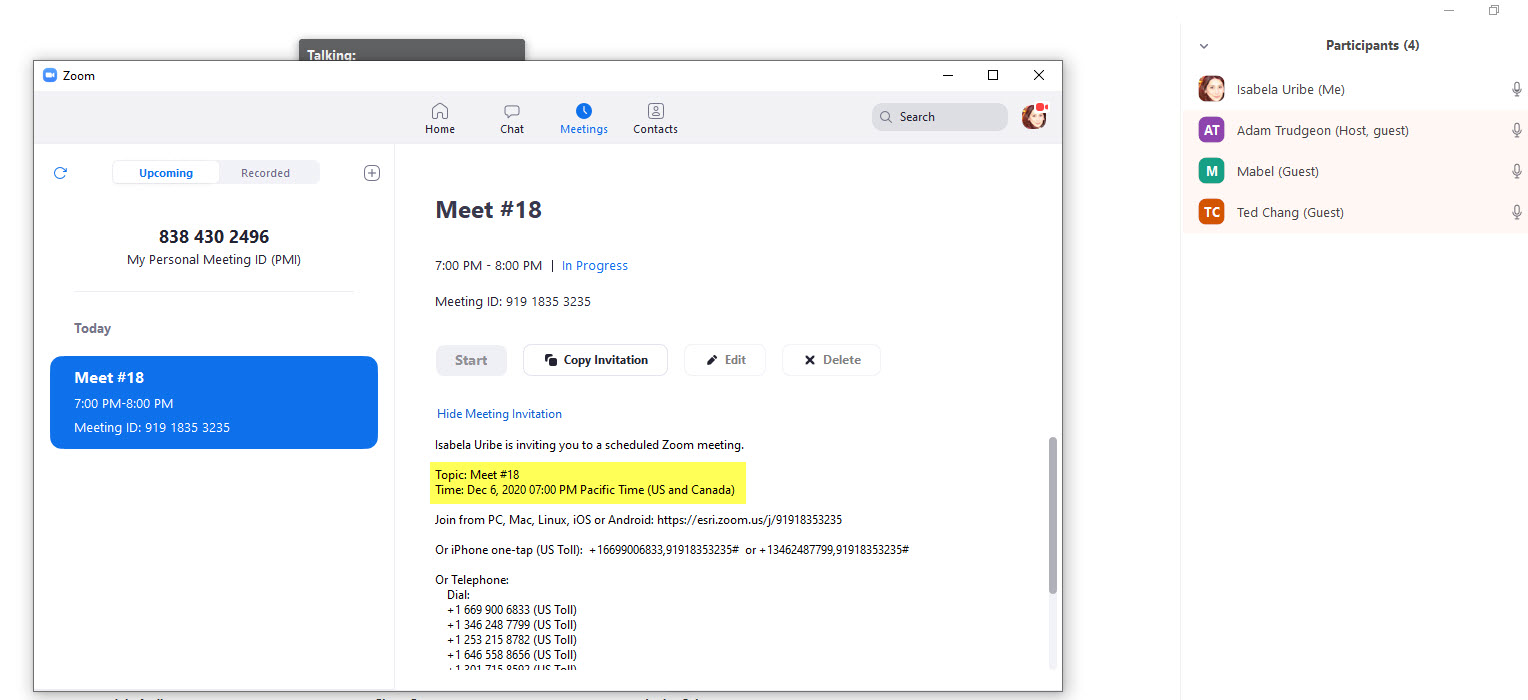 Talking:
Zoom
Home
Chat
Meetings
Contacts
Search
Upcoming
Recorded
838 430 2496
My Personal Meeting ID (PMI)
Today
Meet #18
7:00 PM-8:00 PM
Meeting ID: 919 1835 3235
Meet #18
7:00 PM - 8:00 PM | In Progress
Meeting ID: 919 1835 3235
Start
Copy Invitation
Edit
Delete
Hide Meeting Invitation
Isabela Uribe is inviting you to a scheduled Zoom meeting.
Topic: Meet #18
Time: Dec 6, 2020 07:00 PM Pacific Time (US and Canada)
Join from PC, Mac, Linux, iOS or Android: https://esri.zoom.us/j/91918353235
Or iPhone one-tap (US Toll): +16699006833,91918353235# or +13462487799,91918353235#
Or Telephone:
Dial:
+1 669 900 6833 (US Toll)
+1 346 248 7799 (US Toll)
+1 253 215 8782 (US Toll)
+1 646 558 8656 (US Toll)
+1 301 715 8592 (US Toll)
Participants (4)
Isabela Uribe (Me)
AT Adam Trudgeon (Host, guest)
M Mabel (Guest)
TC Ted Chang (Guest)